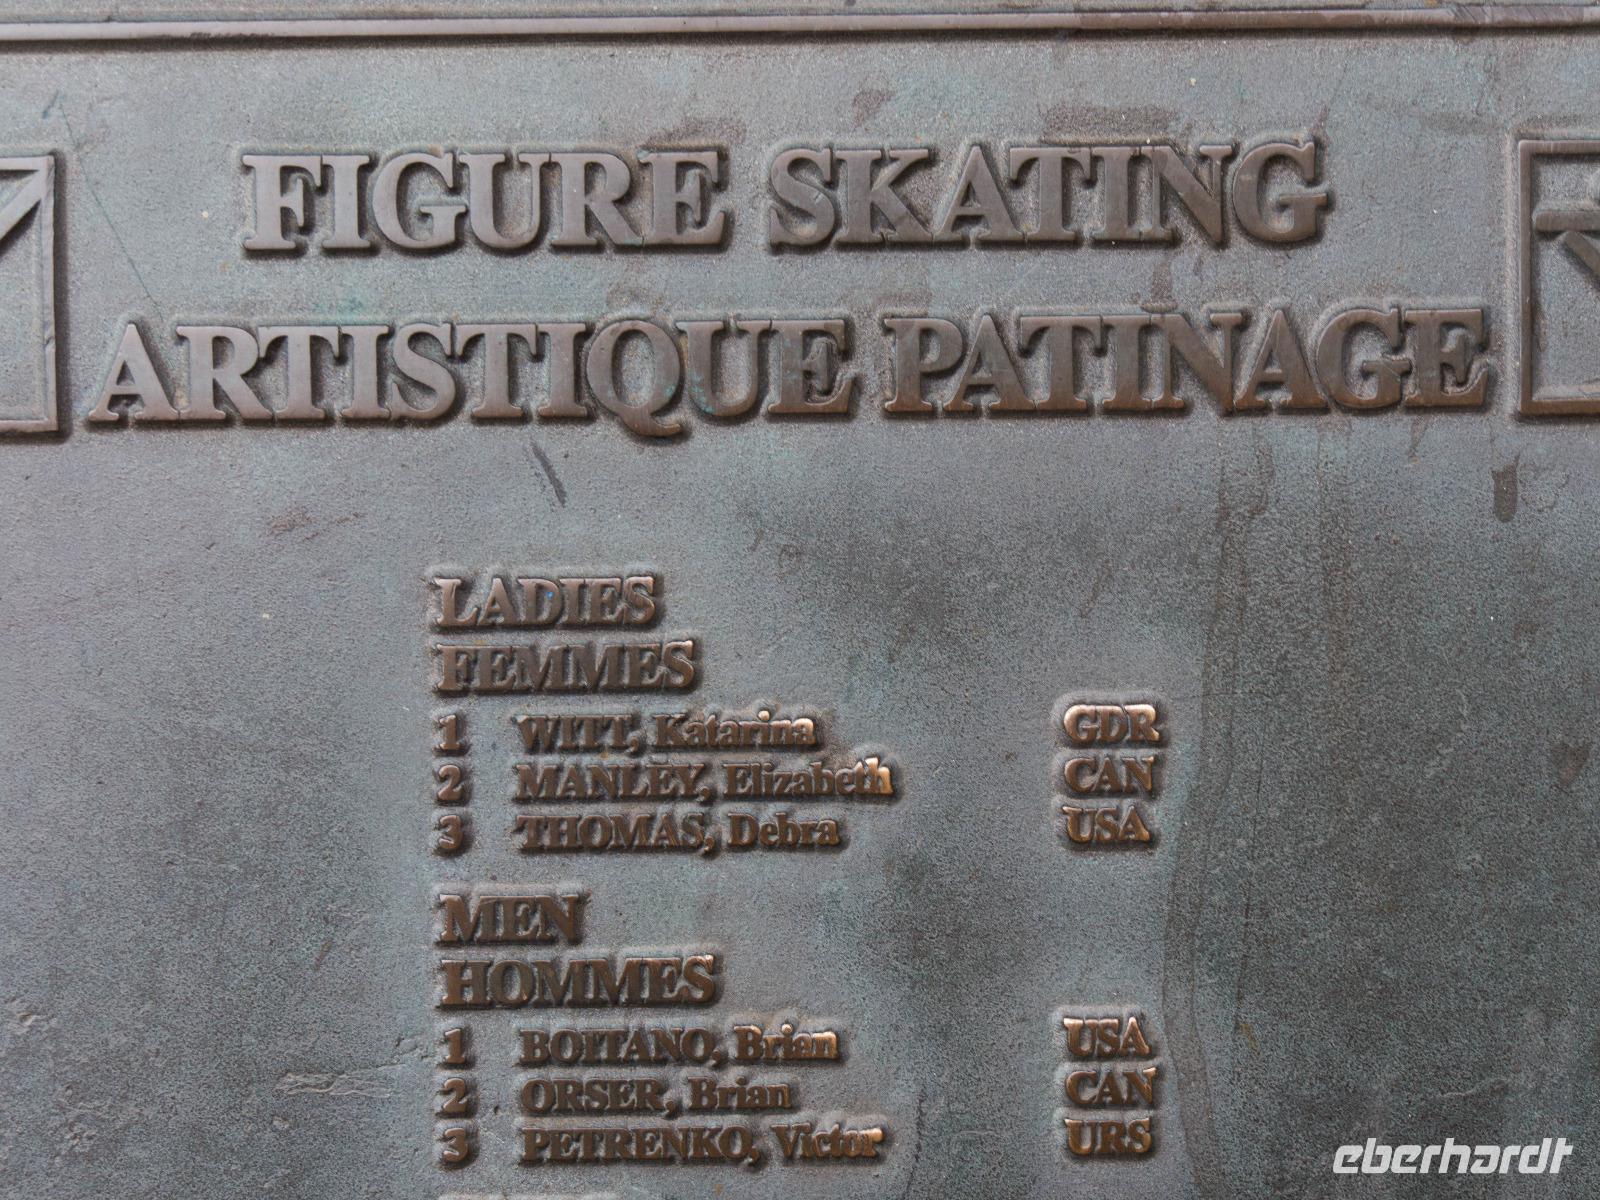 FIGURE SKATING
ARTISTIQUE PATINAGE
LADIES
FEMMES
1 WITT, Katarina GDR
2 MANLEY, Elizabeth CAN
3 THOMAS, Debra USA
MEN
HOMMES
1 BOITANO, Brian USA
2 ORSER, Brian CAN
3 PETRENKO, Victor URS
eberhardt